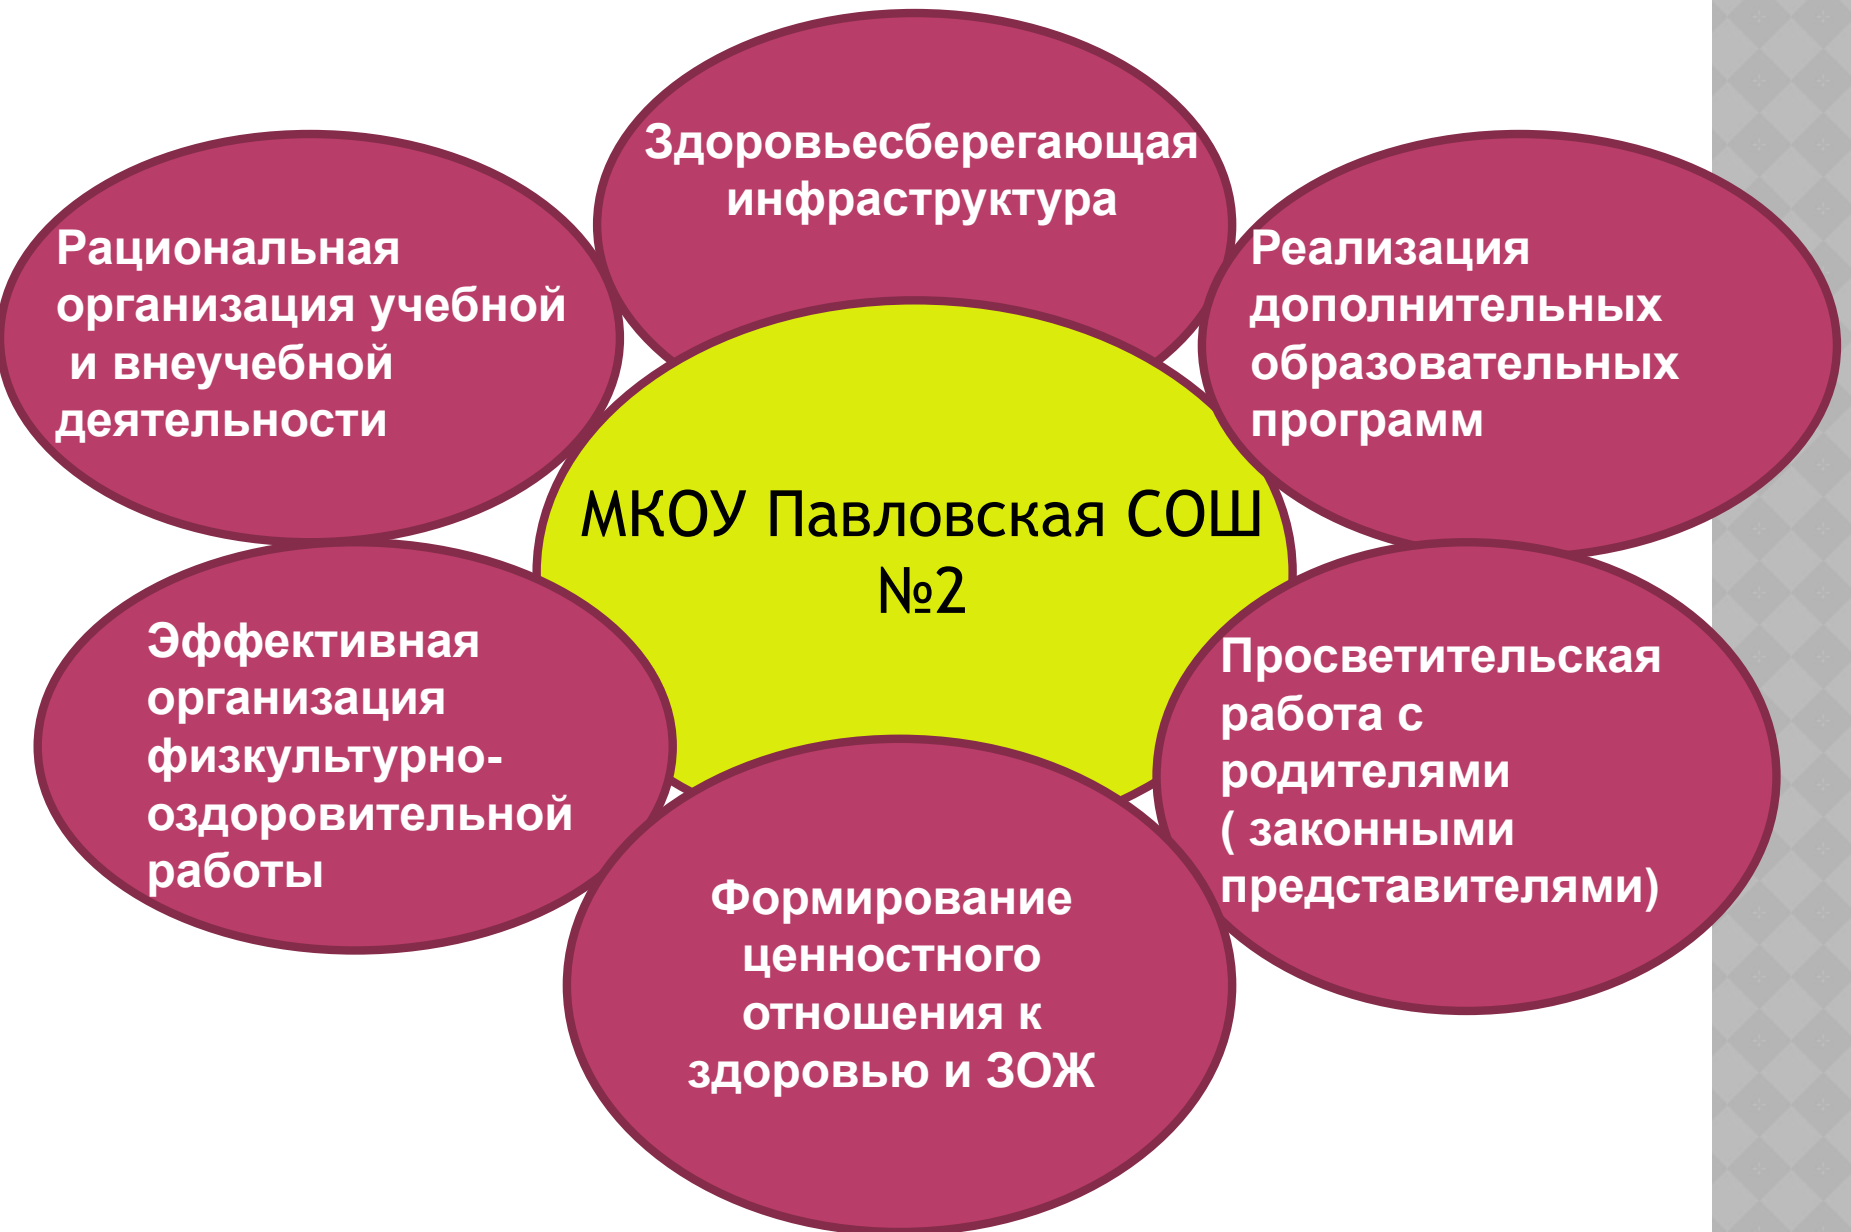 Здоровьесберегающая
инфраструктура
Рациональная
организация учебной
и внеучебной
деятельности
Реализация
дополнительных
образовательных
программ
МКОУ Павловская СОШ
№2
Эффективная
организация
физкультурно-
оздоровительной
работы
Просветительская
работа с
родителями
( законными
представителями)
Формирование
ценностного
отношения к
здоровью и ЗОЖ